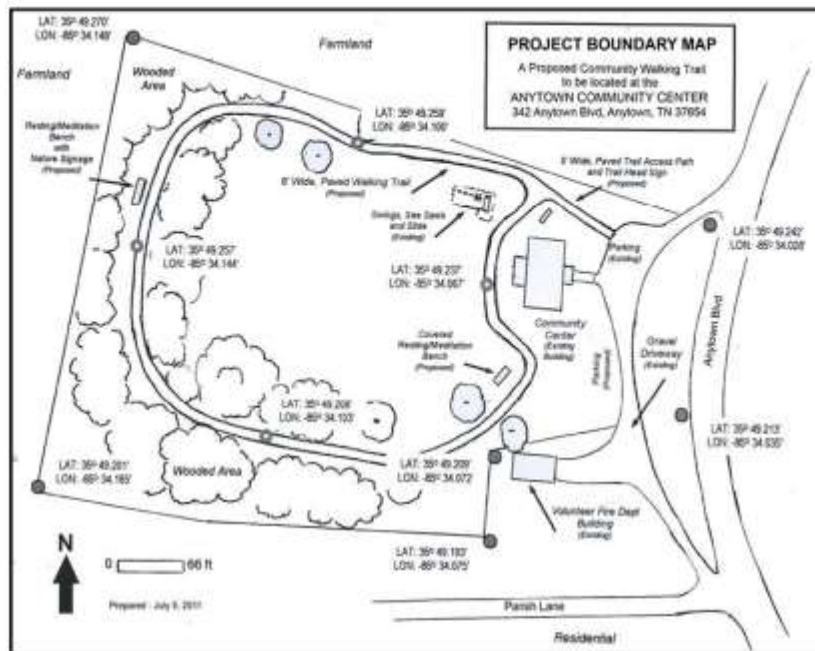 LAT: 35º 49.270'
LON: -85º 34.148'
Farmland
Farmland
Wooded
Area
PROJECT BOUNDARY MAP
A Proposed Community Walking Trail
to be located at the
ANYTOWN COMMUNITY CENTER
342 Anytown Blvd, Anytown, TN 37654
Resting/Meditation
Bench
with
Nature Signage
(Proposed)
LAT: 35º 49.259'
LON: -85º 34.100'
Wide, Paved Walking Trail
(Proposed)
Wide, Paved Trail Access Path
and Trail Head Sign
(Proposed)
Swings, See Saws
and Slides
(Existing)
LAT: 35º 49.242'
LON: -85º 34.028'
Parking
(Existing)
LAT: 35º 49.257'
LON: -85º 34.144'
LAT: 35º 49.237'
LON: -85º 34.067'
Community
Center
(Existing
Building)
Covered
Resting/Meditation
Bench
(Proposed)
Parking
(Proposed)
Gravel
Driveway
(Existing)
Anytown Blvd
LAT: 35º 49.208'
LON: -85º 34.103'
LAT: 35º 49.213'
LON: -85º 34.035'
LAT: 35º 49.201'
LON: -85º 34.165'
Wooded Area
LAT: 35º 49.209'
LON: -85º 34.072'
Volunteer Fire Dept
Building
(Existing)
LAT: 35º 49.193'
LON: -85º 34.075'
N
0 66 ft
Prepared : July 5, 2011
Parish Lane
Residential